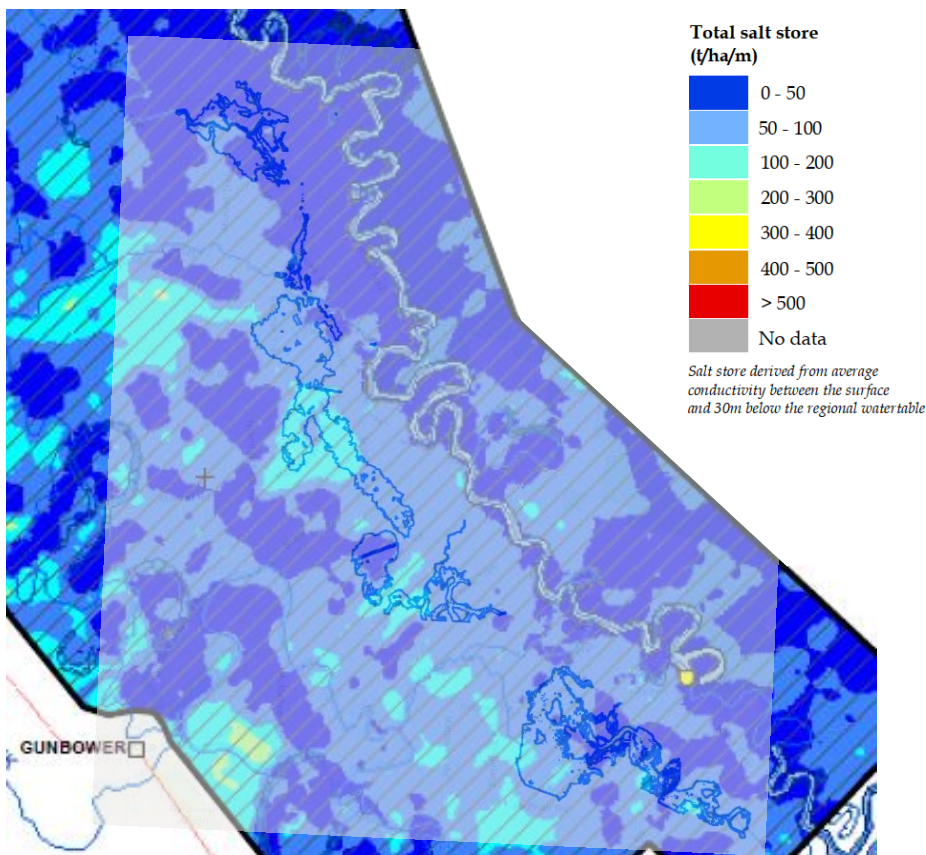 Total salt store
(t/ha/m)
0 - 50
50 - 100
100 - 200
200 - 300
300 - 400
400 - 500
> 500
No data
Salt store derived from average
conductivity between the surface
and 30m below the regional watertable
GUNBOWER